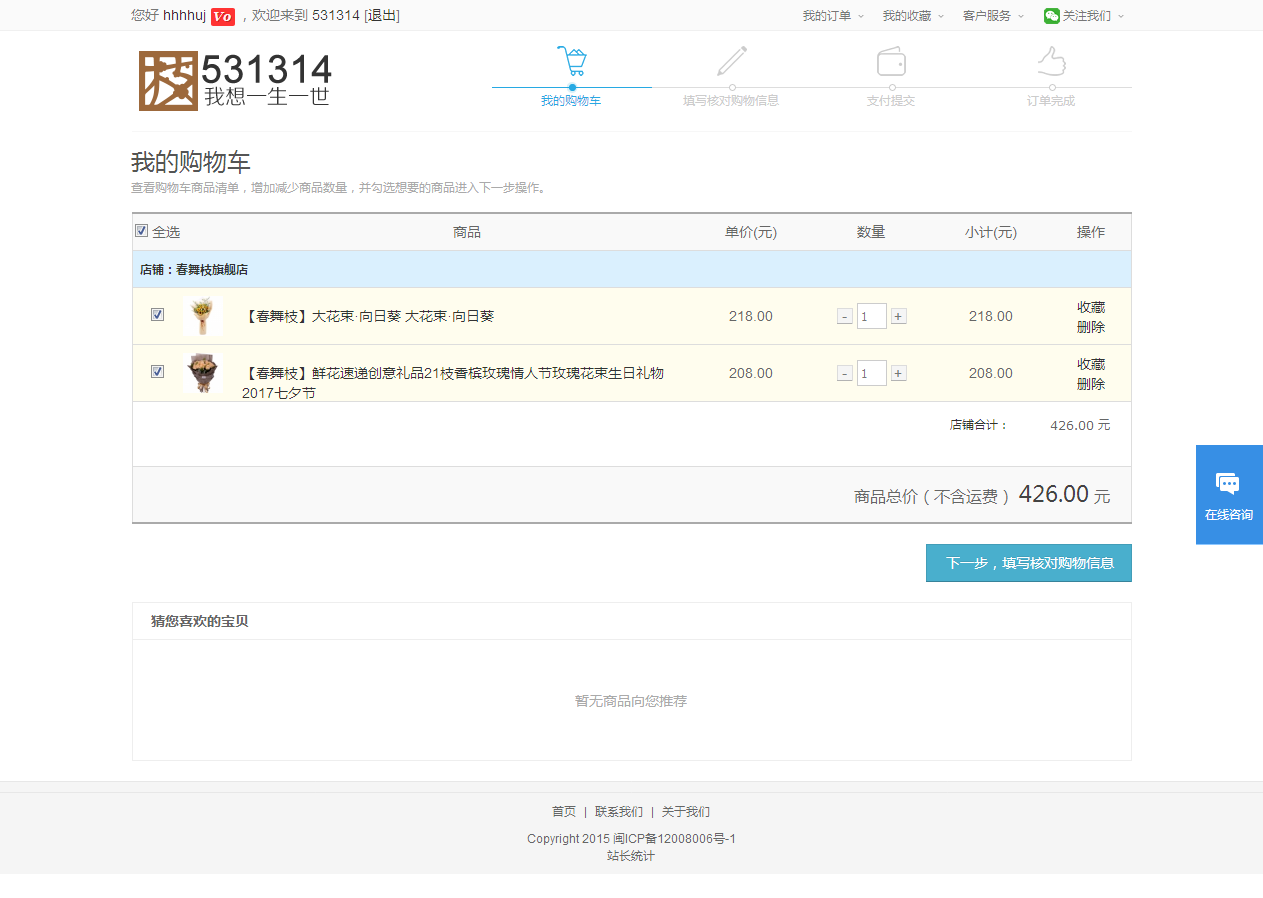 您好 hhhhuj V0 ，欢迎来到 531314 [退出]
我的订单 我的收藏 客户服务 关注我们
531314
我想一生一世
我的购物车 填写核对购物信息 支付提交 订单完成
我的购物车
查看购物车商品清单，增加减少商品数量，并勾选想要的商品进入下一步操作。
全选 商品 单价(元) 数量 小计(元) 操作
店铺：春舞枝旗舰店
【春舞枝】大花束·向日葵 大花束·向日葵 218.00 - 1 + 218.00 收藏
删除
【春舞枝】鲜花速递创意礼品21枝香槟玫瑰情人节玫瑰花束生日礼物 208.00 - 1 + 208.00 收藏
2017七夕节 删除
店铺合计： 426.00 元
商品总价（不含运费） 426.00 元
在线咨询
下一步，填写核对购物信息
猜您喜欢的宝贝
暂无商品向您推荐
首页 | 联系我们 | 关于我们
Copyright 2015 闽ICP备12008006号-1
站长统计